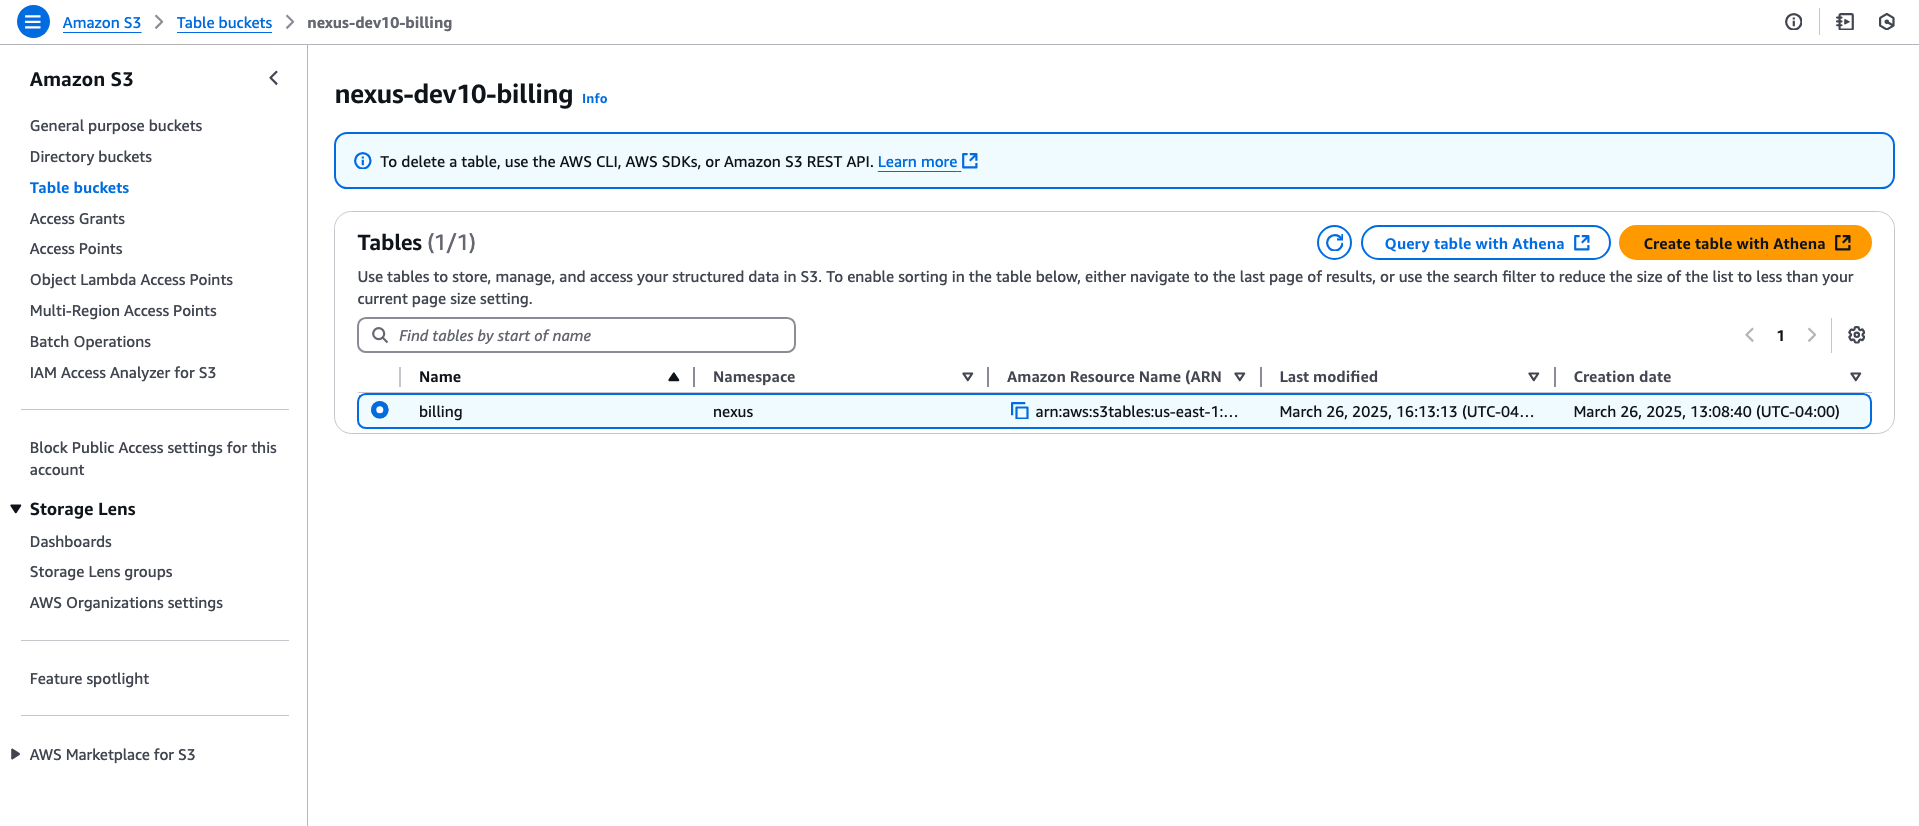 Amazon S3
Table buckets
nexus-dev10-billing
Amazon S3
General purpose buckets
Directory buckets
Table buckets
Access Grants
Access Points
Object Lambda Access Points
Multi-Region Access Points
Batch Operations
IAM Access Analyzer for S3
Block Public Access settings for this
account
Storage Lens
Dashboards
Storage Lens groups
AWS Organizations settings
Feature spotlight
AWS Marketplace for S3
nexus-dev10-billing Info
To delete a table, use the AWS CLI, AWS SDKs, or Amazon S3 REST API. Learn more
Tables (1/1)
Query table with Athena
Create table with Athena
Use tables to store, manage, and access your structured data in S3. To enable sorting in the table below, either navigate to the last page of results, or use the search filter to reduce the size of the list to less than your
current page size setting.
Find tables by start of name
1
Name Namespace Amazon Resource Name (ARN Last modified Creation date
billing nexus arn:aws:s3tables:us-east-1:... March 26, 2025, 16:13:13 (UTC-04... March 26, 2025, 13:08:40 (UTC-04:00)